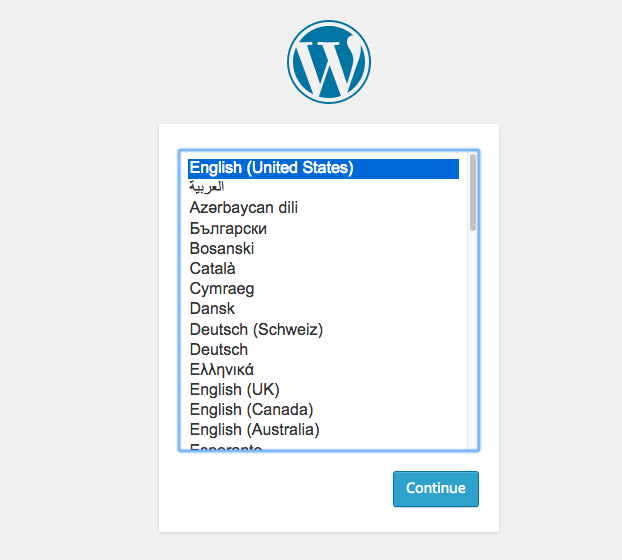 English (United States)
العربية
Azərbaycan dili
Български
Bosanski
Català
Cymraeg
Dansk
Deutsch (Schweiz)
Deutsch
Ελληνικά
English (UK)
English (Canada)
English (Australia)
Esperanto
Continue